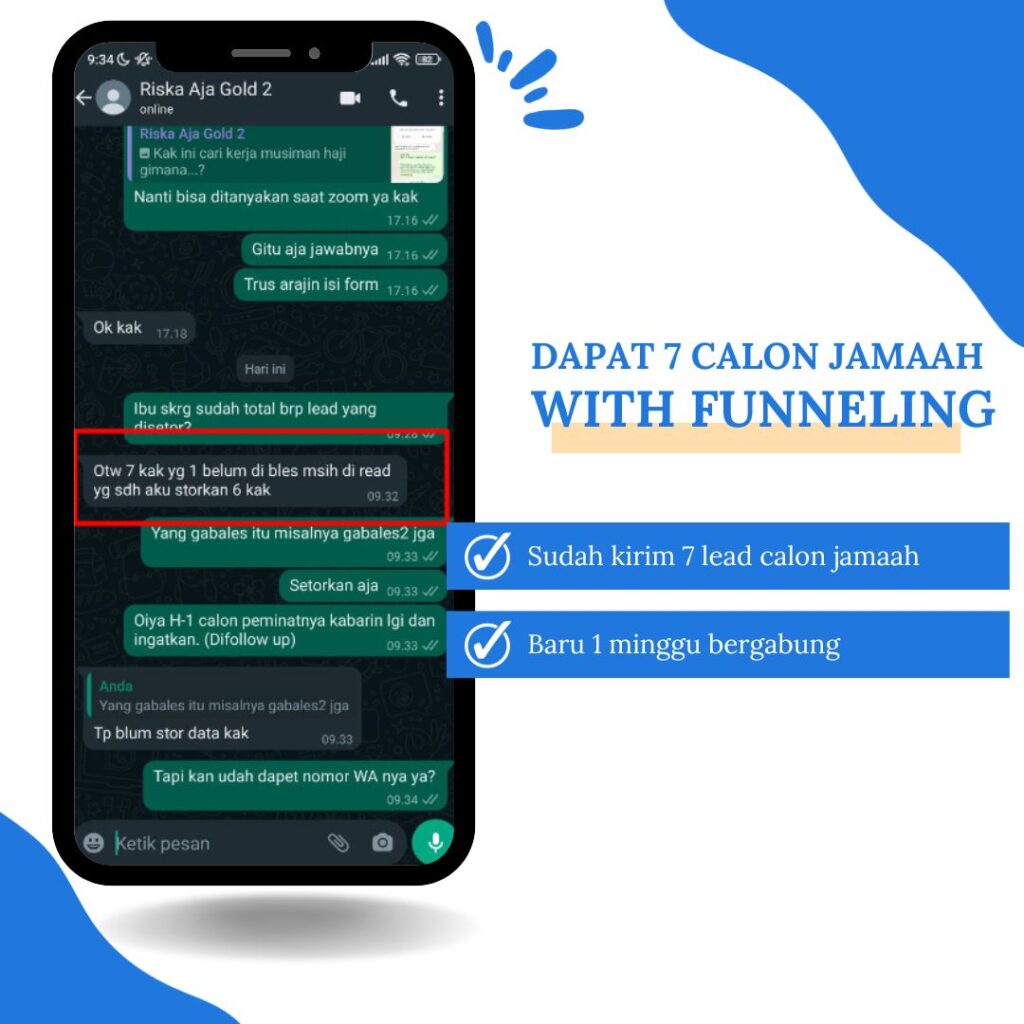 9:34
82
Riska Aja Gold 2
online
Riska Aja Gold 2
Kak ini cari kerja musiman haji
gimana...?
Nanti bisa ditanyakan saat zoom ya kak
17.16
Gitu aja jawabnya 17.16
Trus arajin isi form 17.16
Ok kak 17.18
Hari ini
Ibu skrg sudah total brp lead yang
disetor?
09.28
Otw 7 kak yg 1 belum di bles msih di read
yg sdh aku storkan 6 kak
09.32
Yang gabales itu misalnya gabales2 jga
09.33
Setorkan aja 09.33
Oiya H-1 calon peminatnya kabarin lgi dan
ingatkan. (Difollow up)
09.33
Anda
Yang gabales itu misalnya gabales2 jga
Tp blum stor data kak
09.33
Tapi kan udah dapet nomor WA nya ya?
09.34
Ketik pesan
DAPAT 7 CALON JAMAAH
WITH FUNNELING
Sudah kirim 7 lead calon jamaah
Baru 1 minggu bergabung